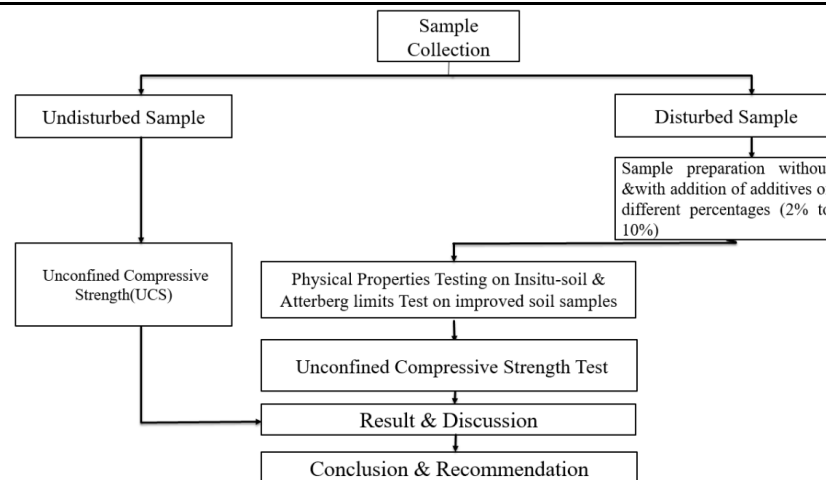 Sample
Collection
Undisturbed Sample
Disturbed Sample
Sample preparation withou
&with addition of additives o
different percentages (2% to
10%)
Unconfined Compressive
Strength(UCS)
Physical Properties Testing on Insitu-soil &
Atterberg limits Test on improved soil samples
Unconfined Compressive Strength Test
Result & Discussion
Conclusion & Recommendation